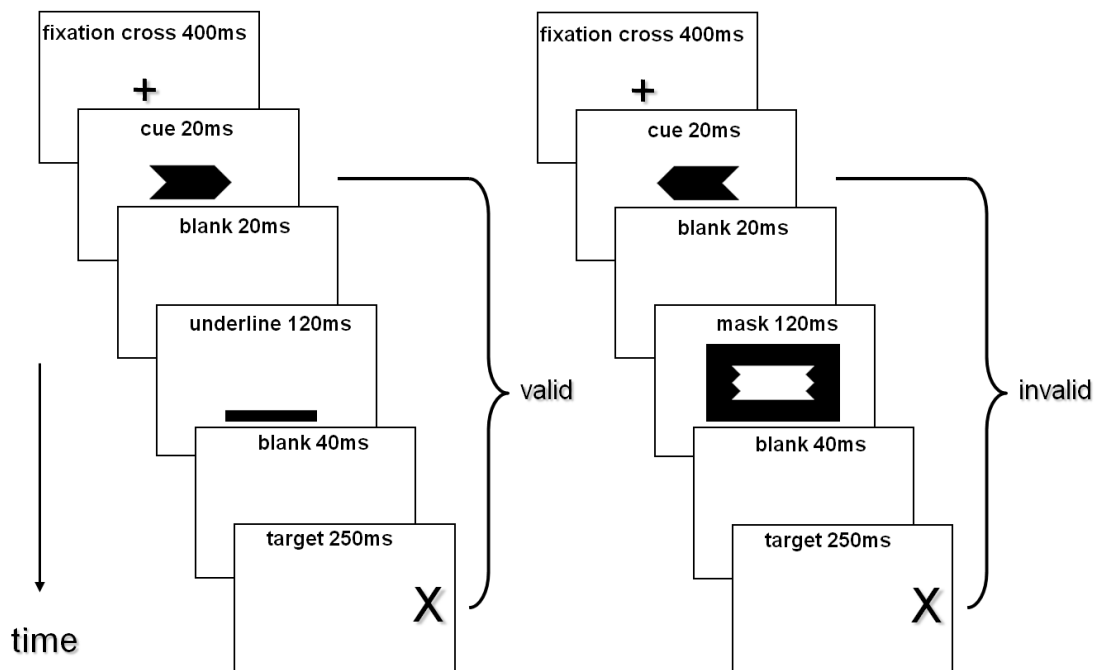 fixation cross 400ms
+
cue 20ms
blank 20ms
underline 120ms
blank 40ms
target 250ms
X
valid
time
fixation cross 400ms
+
cue 20ms
blank 20ms
mask 120ms
blank 40ms
target 250ms
X
invalid